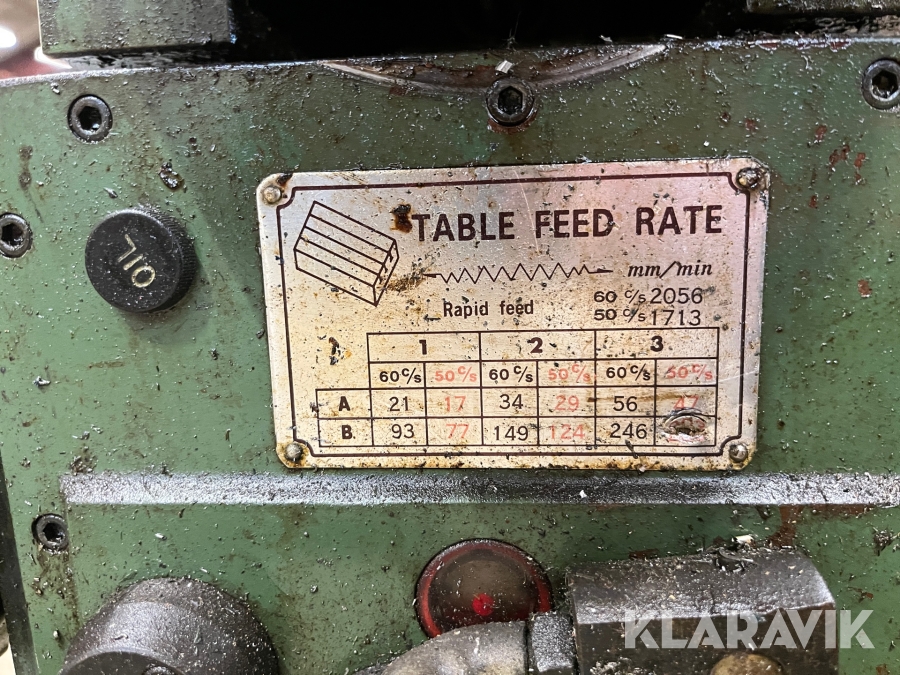 OIL
TABLE FEED RATE
mm/min
Rapid feed 60 c/s 2056
50 c/s 1713
1 2 3
60 c/s 50 c/s 60 c/s 50 c/s 60 c/s 50 c/s
A 21 17 34 29 56 47
B 93 77 149 124 246
KLARAVIK